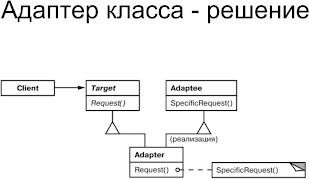 Адаптер класса - решение
Client
Target
Adaptee
Request()
SpecificRequest()
(реализация)
Adapter
Request()
SpecificRequest()